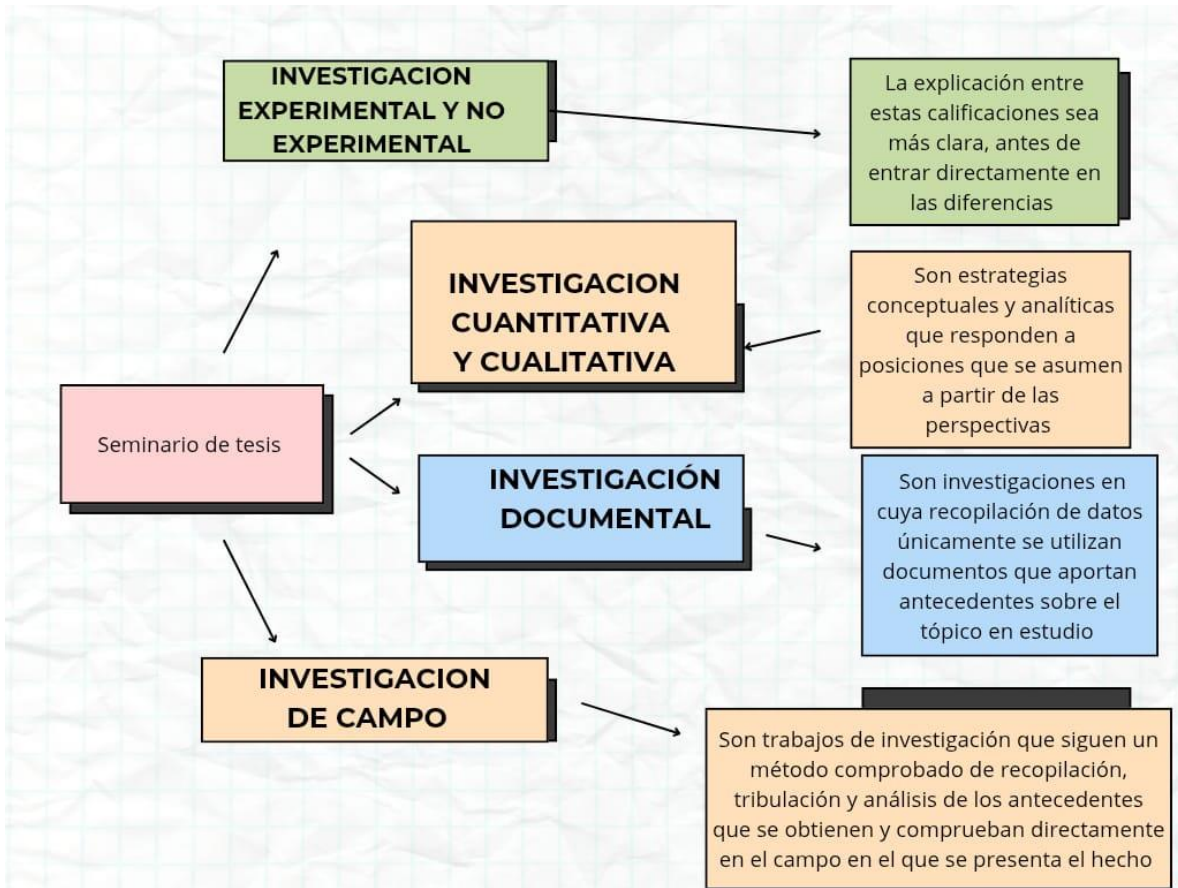 INVESTIGACION
EXPERIMENTAL Y NO
EXPERIMENTAL
La explicación entre
estas calificaciones sea
más clara, antes de
entrar directamente en
las diferencias
INVESTIGACION
CUANTITATIVA
Y CUALITATIVA
Son estrategias
conceptuales y analíticas
que responden a
posiciones que se asumen
a partir de las
perspectivas
Seminario de tesis
INVESTIGACIÓN
DOCUMENTAL
Son investigaciones en
cuya recopilación de datos
únicamente se utilizan
documentos que aportan
antecedentes sobre el
tópico en estudio
INVESTIGACION
DE CAMPO
Son trabajos de investigación que siguen un
método comprobado de recopilación,
tribulación y análisis de los antecedentes
que se obtienen y comprueban directamente
en el campo en el que se presenta el hecho